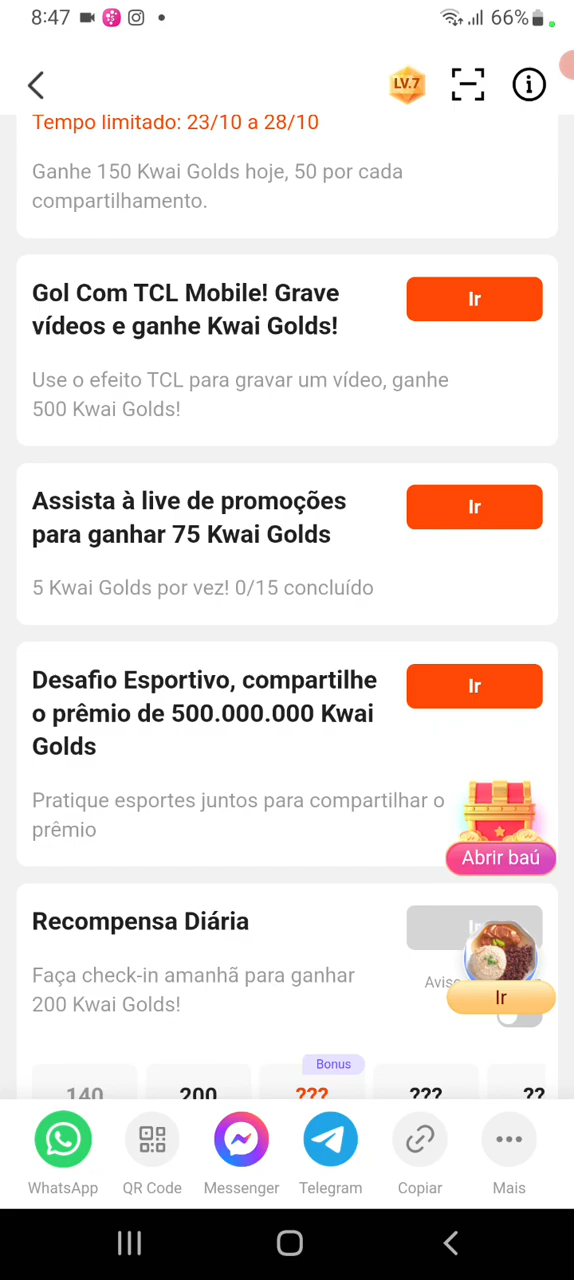 8:47
66%
LV.7
Tempo limitado: 23/10 a 28/10
Ganhe 150 Kwai Golds hoje, 50 por cada
compartilhamento.
Gol Com TCL Mobile! Grave
vídeos e ganhe Kwai Golds!
Ir
Use o efeito TCL para gravar um vídeo, ganhe
500 Kwai Golds!
Assista à live de promoções
para ganhar 75 Kwai Golds
Ir
5 Kwai Golds por vez! 0/15 concluído
Desafio Esportivo, compartilhe
o prêmio de 500.000.000 Kwai
Golds
Ir
Pratique esportes juntos para compartilhar o
prêmio
Abrir baú
Recompensa Diária
Faça check-in amanhã para ganhar
200 Kwai Golds!
Ir
Bonus
140 200 ??? ??? ??
WhatsApp QR Code Messenger Telegram Copiar Mais